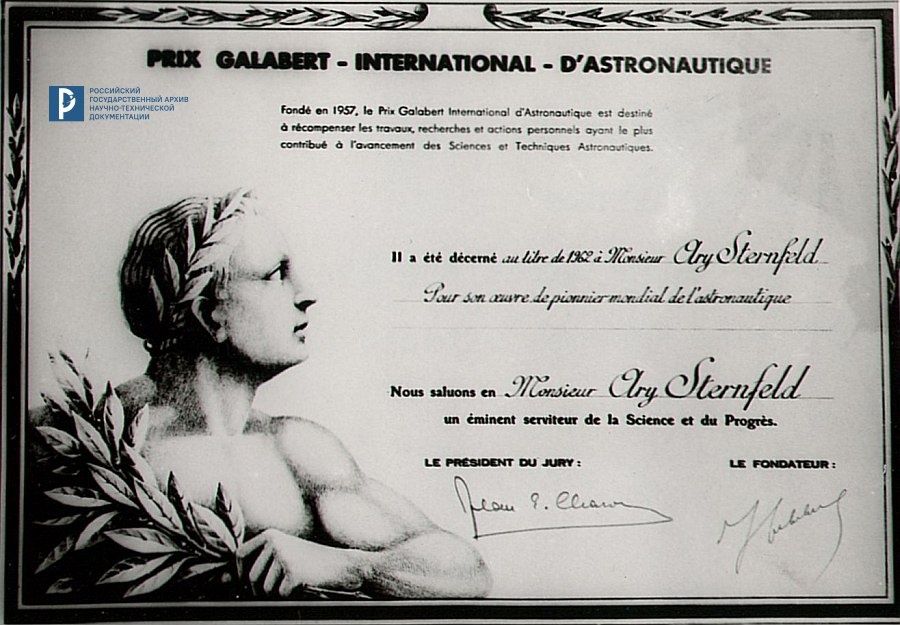 PRIX GALABERT - INTERNATIONAL - D'ASTRONAUTIQUE
РОССИЙСКИЙ
ГОСУДАРСТВЕННЫЙ АРХИВ
НАУЧНО-ТЕХНИЧЕСКОЙ
ДОКУМЕНТАЦИИ
Fondé en 1957, le Prix Galabert International d'Astronautique est destiné
à récompenser les travaux, recherches et actions personnels ayant le plus
contribué à l'avancement des Sciences et Techniques Astronautiques.
Il a été décerné au titre de 1962 à Monsieur Ary Sternfeld
Pour son œuvre de pionnier mondial de l'astronautique
Nous saluons en Monsieur Ary Sternfeld
un éminent serviteur de la Science et du Progrès.
LE PRÉSIDENT DU JURY : LE FONDATEUR :
Jean E.